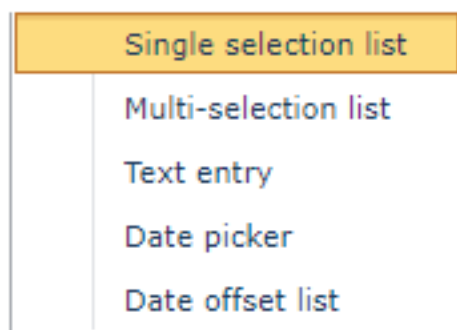 Single selection list
Multi-selection list
Text entry
Date picker
Date offset list